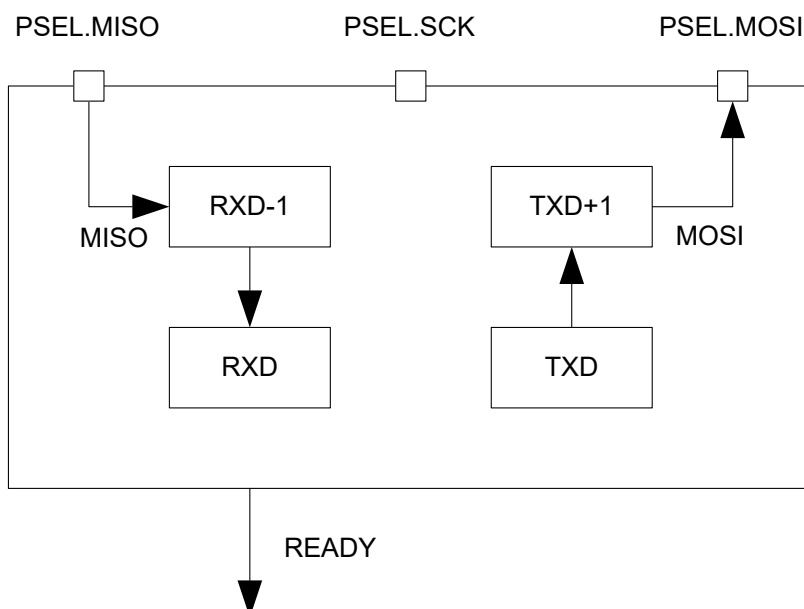 PSEL.MISO
PSEL.SCK
PSEL.MOSI
RXD-1
TXD+1
MISO
MOSI
RXD
TXD
READY